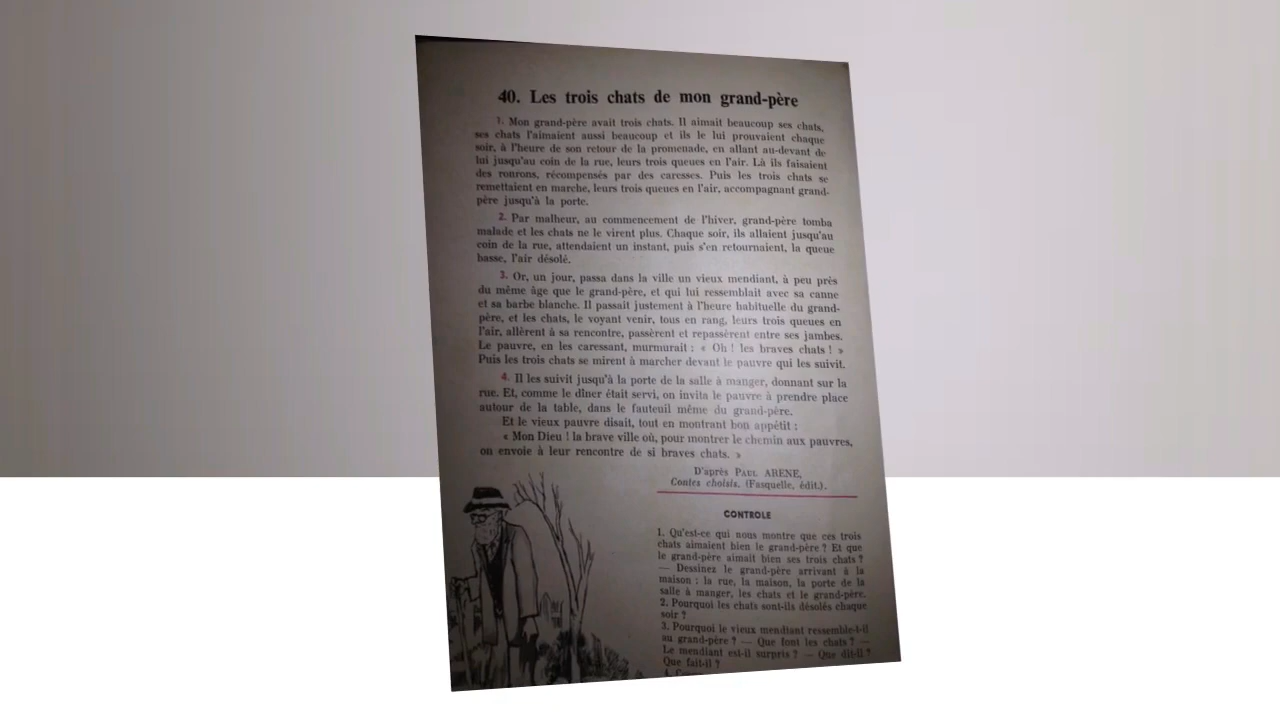 40. Les trois chats de mon grand-père
1. Mon grand-père avait trois chats. Il aimait beaucoup ses chats,
ses chats l'aimaient aussi beaucoup et ils le lui prouvaient chaque
soir, à l'heure de son retour de la promenade, en allant au-devant de
lui jusqu'au coin de la rue, leurs trois queues en l'air. Là ils faisaient
des ronrons, récompensés par des caresses. Puis les trois chats se
remettaient en marche, leurs trois queues en l'air, accompagnant grand-
père jusqu'à la porte.
2. Par malheur, au commencement de l'hiver, grand-père tomba
malade et les chats ne le virent plus. Chaque soir, ils allaient jusqu'au
coin de la rue, attendaient un instant, puis s'en retournaient, la queue
basse, l'air désolé.
3. Or, un jour, passa dans la ville un vieux mendiant, à peu près
du même âge que le grand-père, et qui lui ressemblait avec sa canne
et sa barbe blanche. Il passait justement à l'heure habituelle du grand-
père, et les chats, le voyant venir, tous en rang, leurs trois queues en
l'air, allèrent à sa rencontre, passèrent et repassèrent entre ses jambes.
Le pauvre, en les caressant, murmurait : « Oh ! les braves chats ! »
Puis les trois chats se mirent à marcher devant le pauvre qui les suivit.
4. Il les suivit jusqu'à la porte de la salle à manger, donnant sur la
rue. Et, comme le dîner était servi, on invita le pauvre à prendre place
autour de la table, dans le fauteuil même du grand-père.
Et le vieux pauvre disait, tout en montrant bon appétit :
« Mon Dieu ! la brave ville où, pour montrer le chemin aux pauvres,
on envoie à leur rencontre de si braves chats. »
D'après PAUL ARENE,
Contes choisis. (Fasquelle, édit.).
CONTROLE
1. Qu'est-ce qui nous montre que ces trois
chats aimaient bien le grand-père ? Et que
le grand-père aimait bien ses trois chats ?
— Dessinez le grand-père arrivant à la
maison : la rue, la maison, la porte de la
salle à manger, les chats et le grand-père.
2. Pourquoi les chats sont-ils désolés chaque
soir ?
3. Pourquoi le vieux mendiant ressemble-t-il
au grand-père ? — Que font les chats ? —
Le mendiant est-il surpris ? — Que dit-il ?
Que fait-il ?